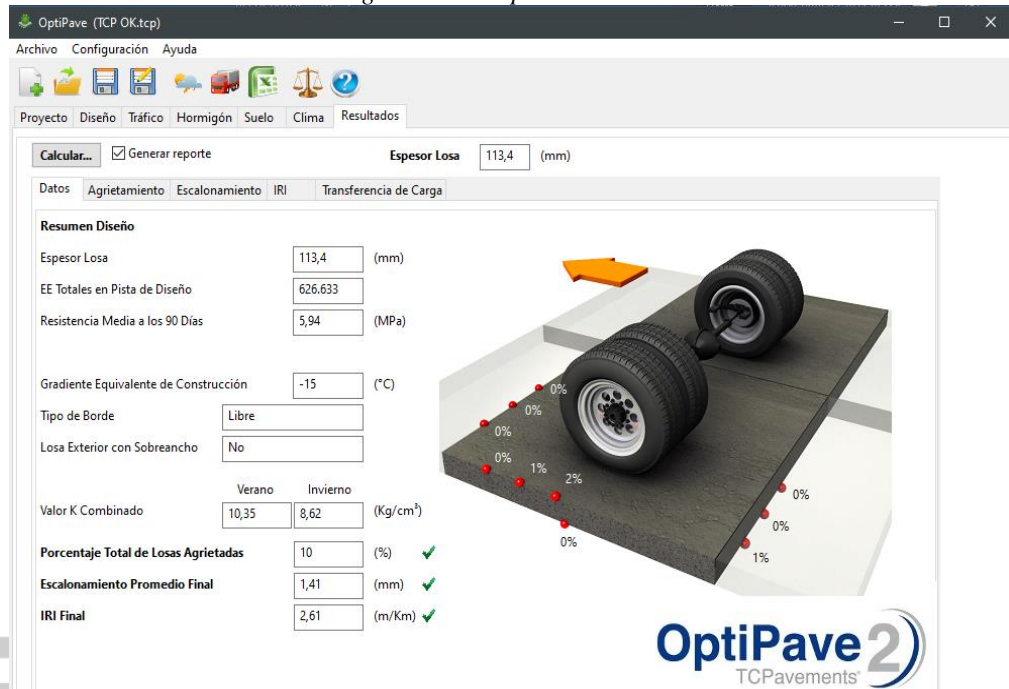 OptiPave (TCP OK.tcp)
Archivo Configuración Ayuda
Proyecto Diseño Tráfico Hormigón Suelo Clima Resultados
Calcular... Generar reporte Espesor Losa 113,4 (mm)
Datos Agrietamiento Escalonamiento IRI Transferencia de Carga
Resumen Diseño
Espesor Losa 113,4 (mm)
EE Totales en Pista de Diseño 626.633
Resistencia Media a los 90 Días 5,94 (MPa)
Gradiente Equivalente de Construcción -15 (°C)
Tipo de Borde Libre
Losa Exterior con Sobreancho No
Verano Invierno
Valor K Combinado 10,35 8,62 (Kg/cm³)
Porcentaje Total de Losas Agrietadas 10 (%)
Escalonamiento Promedio Final 1,41 (mm)
IRI Final 2,61 (m/Km)
0%
0%
0%
0%
1%
2%
0%
0%
0%
1%
OptiPave 2
TCPavements